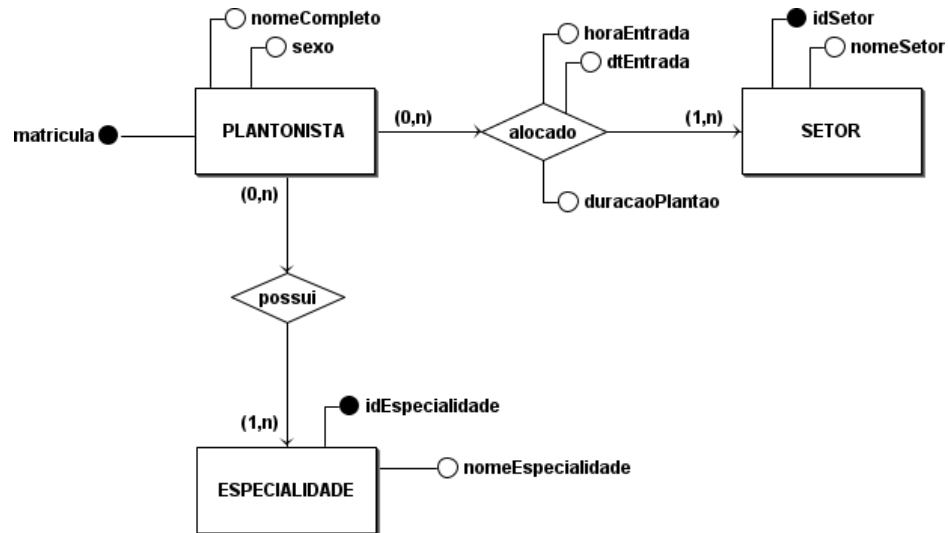 nomeCompleto
sexo
matricula
PLANTONISTA
(0,n)
(0,n)
horaEntrada
dtEntrada
alocado
duracaoPlantao
(1,n)
idSetor
nomeSetor
SETOR
possui
(1,n)
idEspecialidade
nomeEspecialidade
ESPECIALIDADE